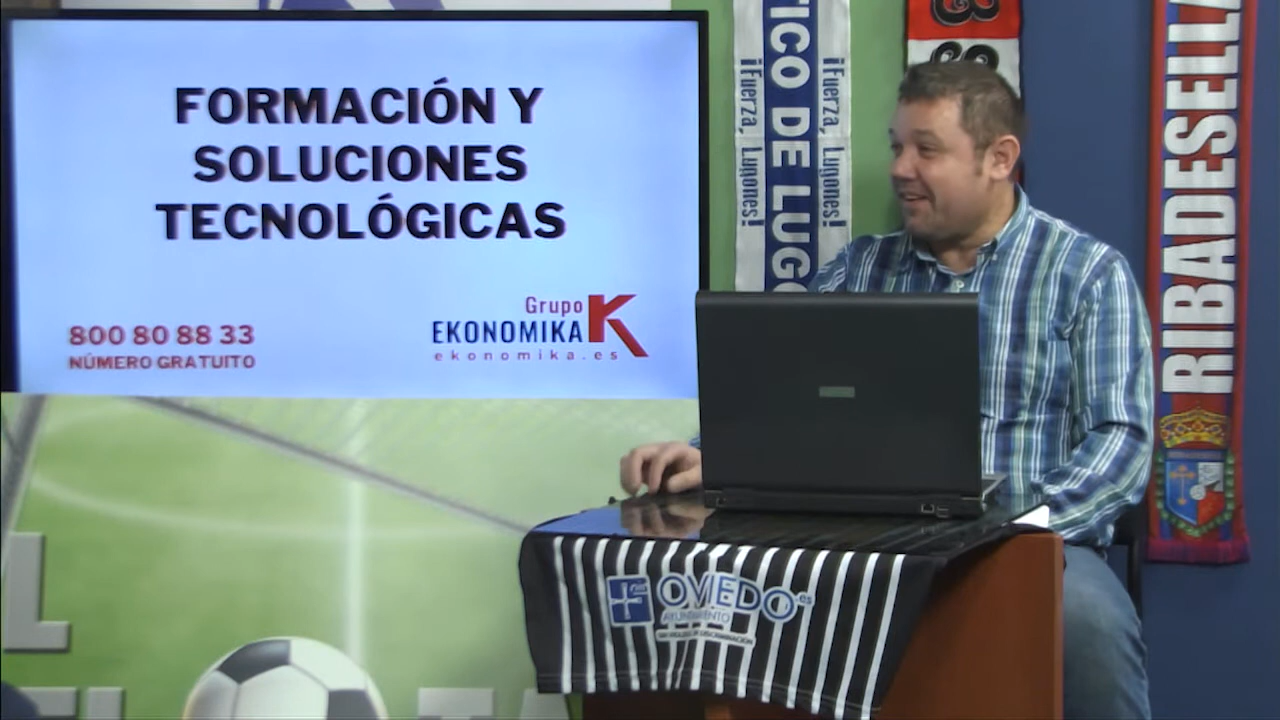 FORMACIÓN Y
SOLUCIONES
TECNOLÓGICAS
800 80 88 33
NÚMERO GRATUITO
Grupo
EKONOMIKA K
ekonomika.es
¡Fuerza, Lugones!
TICO DE LUGO
¡Fuerza, Lugones!
RIBADESELLA
OVIEDO.es
AYUNTAMIENTO